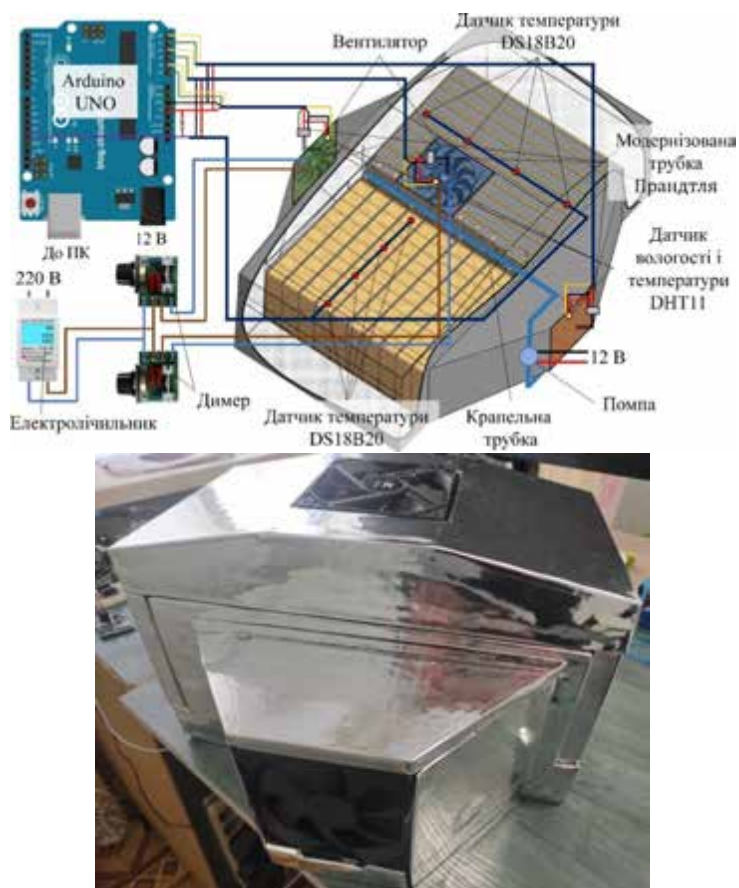 Датчик температури
DS18B20
Вентилятор
Arduino
UNO
Модернізована
трубка
Прандтля
До ПК
12 В
Датчик
вологості і
температури
DHT11
220 В
12 В
Димер
Помпа
Електролічильник
Датчик температури
DS18B20
Крапельна
трубка